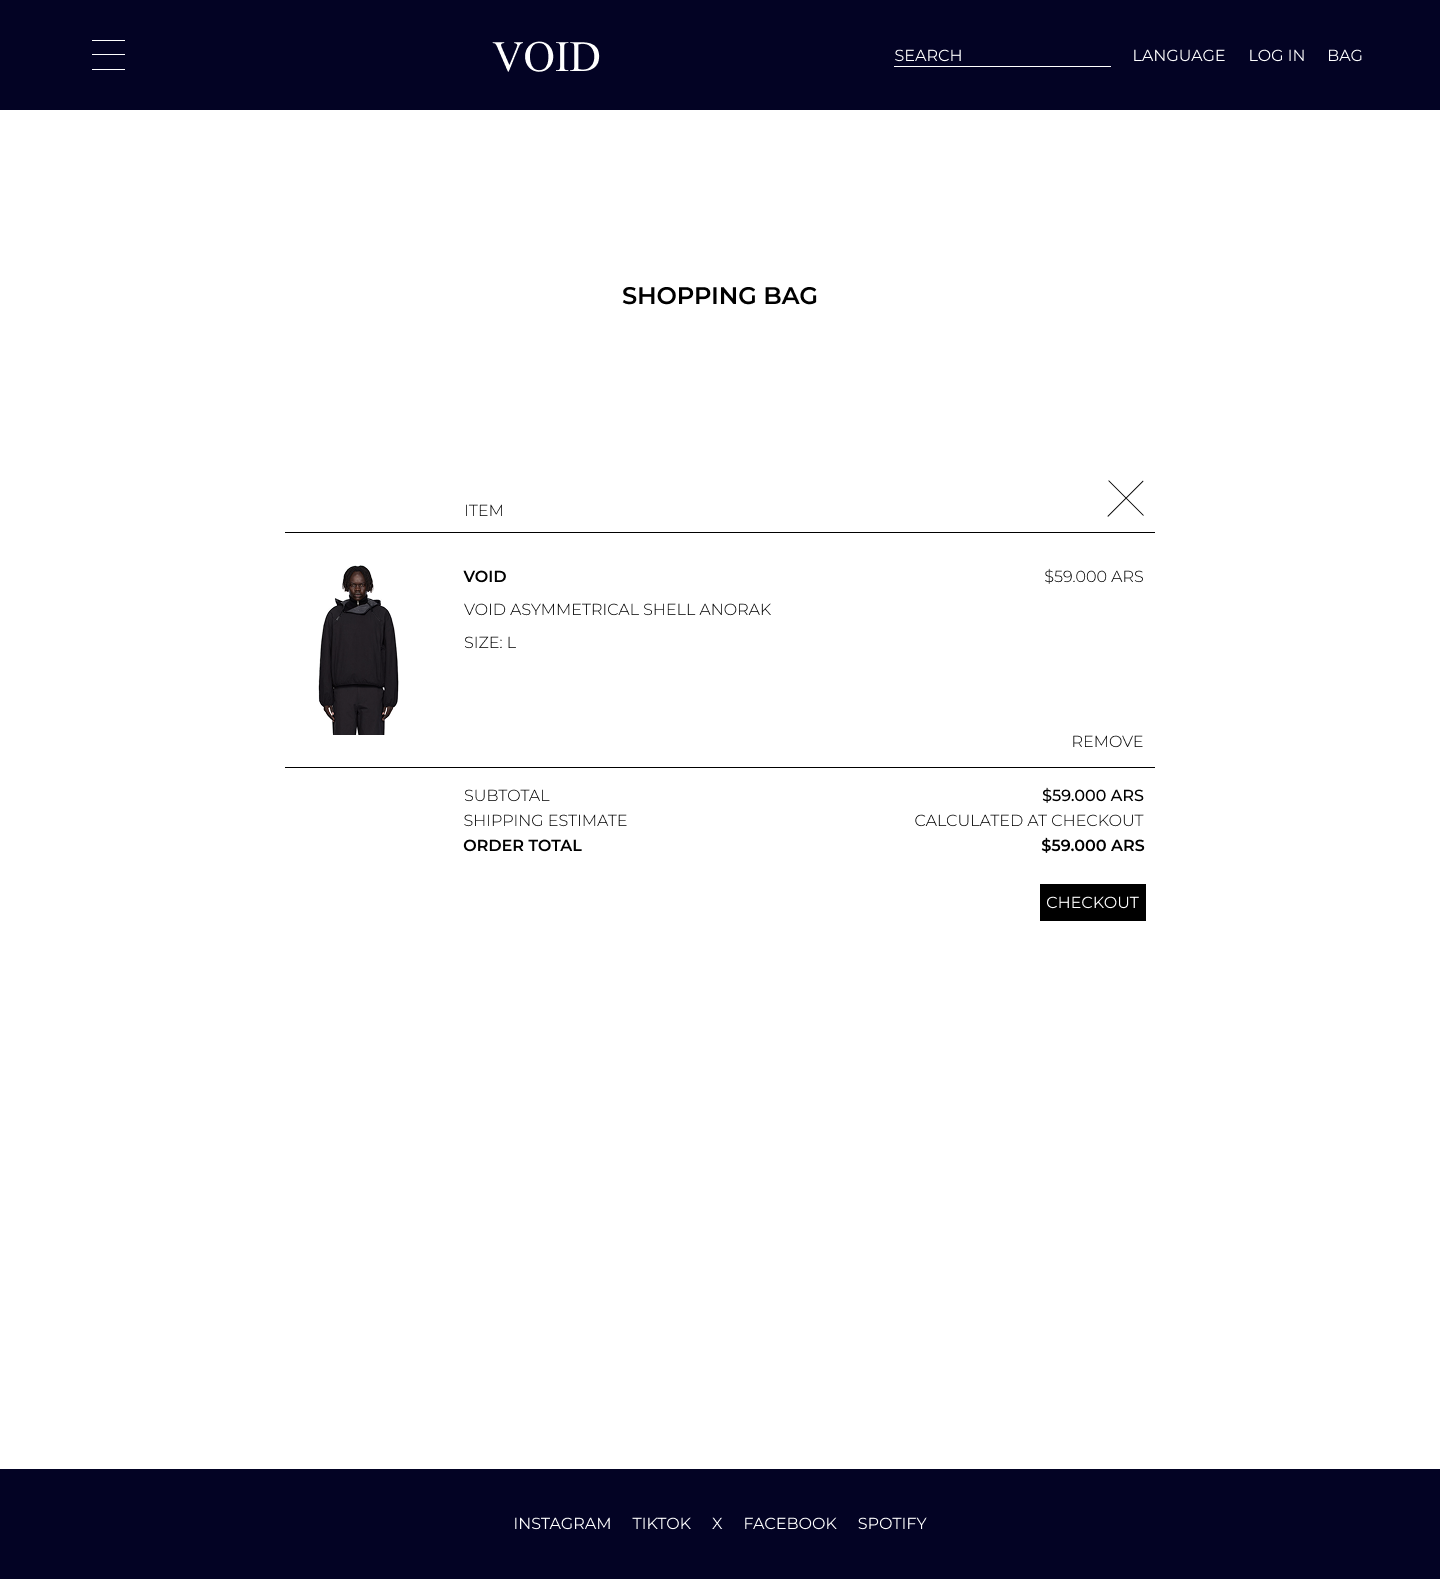 VOID
SEARCH LANGUAGE LOG IN BAG
SHOPPING BAG
ITEM
VOID $59.000 ARS
VOID ASYMMETRICAL SHELL ANORAK
SIZE: L
REMOVE
SUBTOTAL $59.000 ARS
SHIPPING ESTIMATE CALCULATED AT CHECKOUT
ORDER TOTAL $59.000 ARS
CHECKOUT
INSTAGRAM TIKTOK X FACEBOOK SPOTIFY